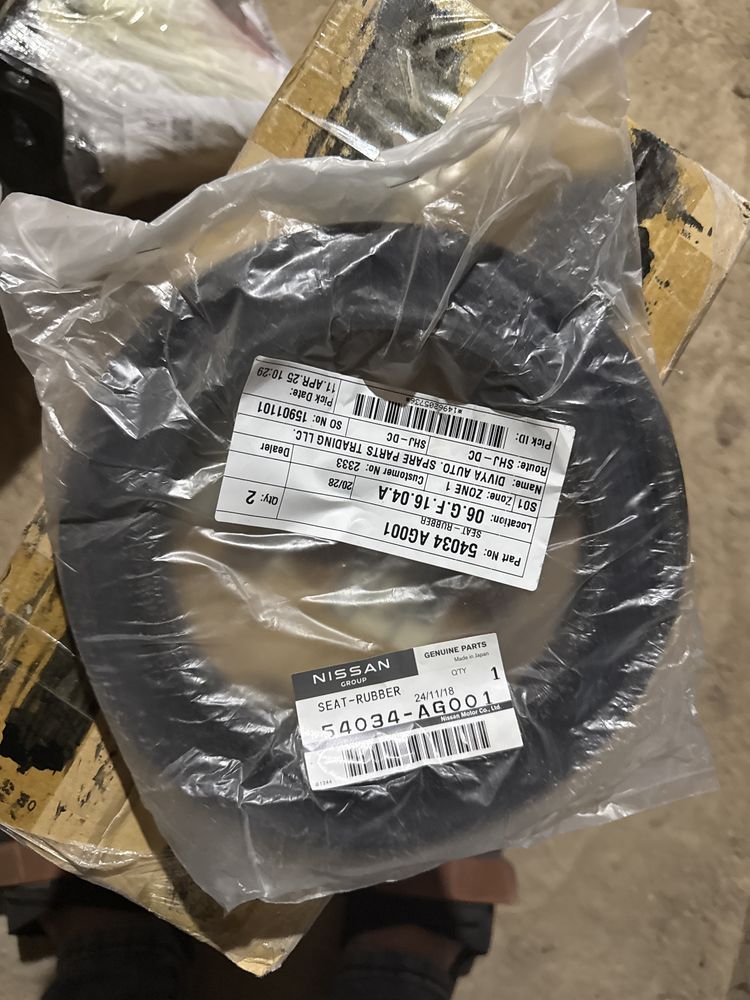 Part No: 54034 AG001
SEAT-RUBBER
Location: 06.G.F.16.04.A
Qty: 2
S01 Zone: ZONE 1
20/28
Customer No: 2333
Dealer
Name: DIVYA AUTO. SPARE PARTS TRADING LLC.
Route: SHJ-DC
SHJ-DC
SO No: 15901101
Pick ID:
*1496205736*
Pick Date:
11.APR.25 10:29
NISSAN
GROUP
GENUINE PARTS
Made in Japan
SEAT-RUBBER
24/11/18
QTY
1
54034-AG001
Nissan Motor Co., Ltd.